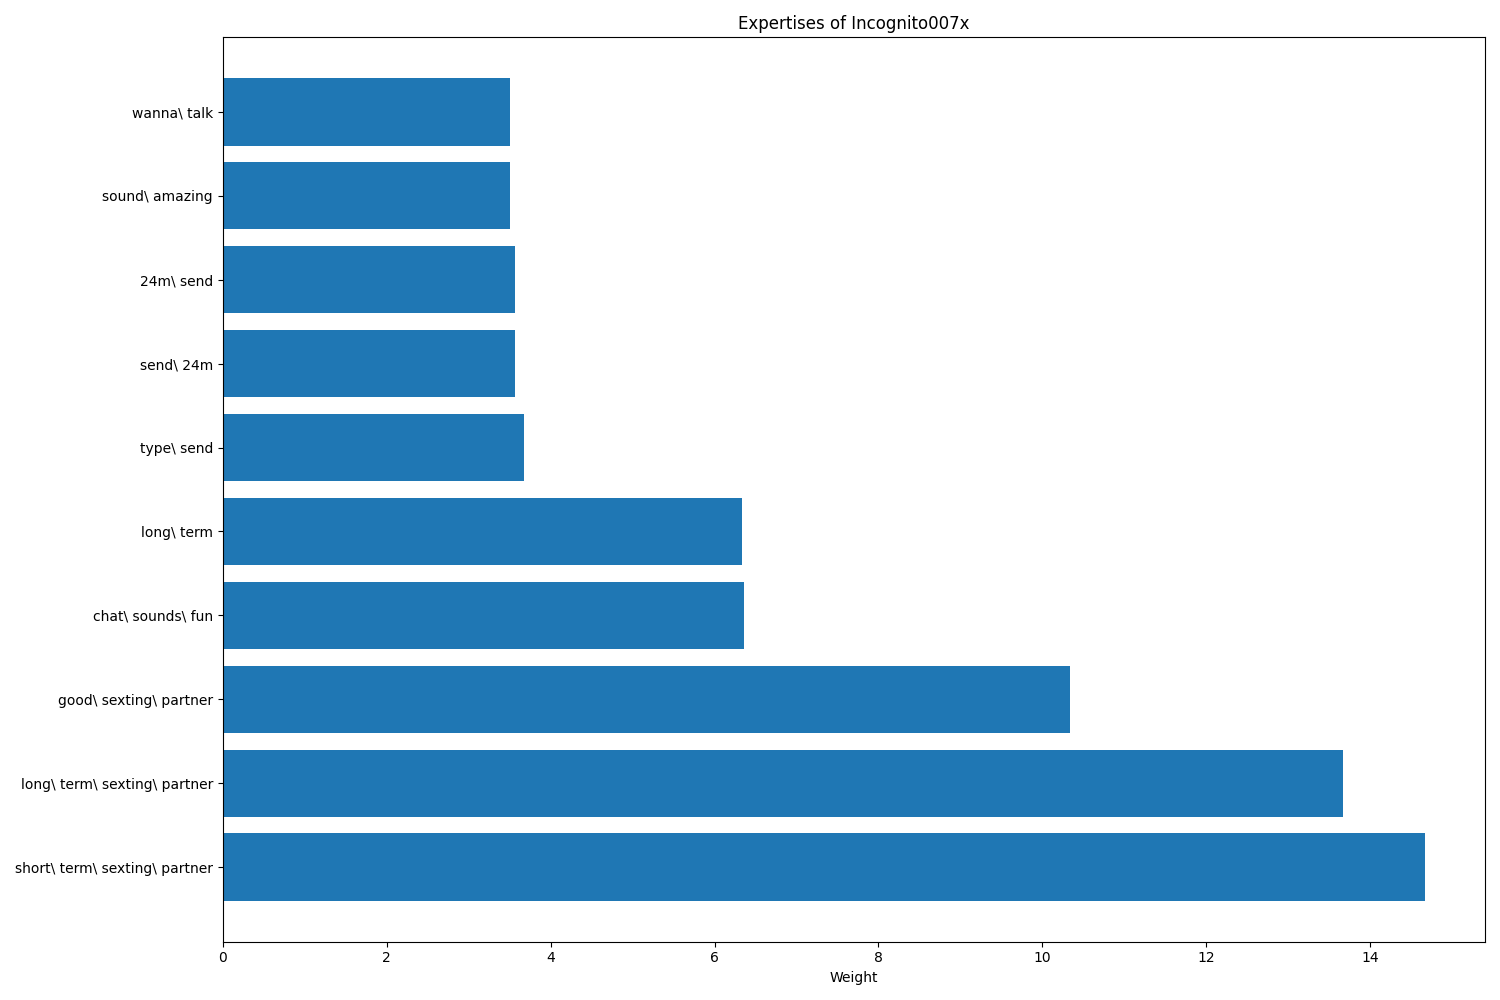 Expertises of Incognito007x
wanna\ talk
sound\ amazing
24m\ send
send\ 24m
type\ send
long\ term
chat\ sounds\ fun
good\ sexting\ partner
long\ term\ sexting\ partner
short\ term\ sexting\ partner
0 2 4 6 8 10 12 14
Weight